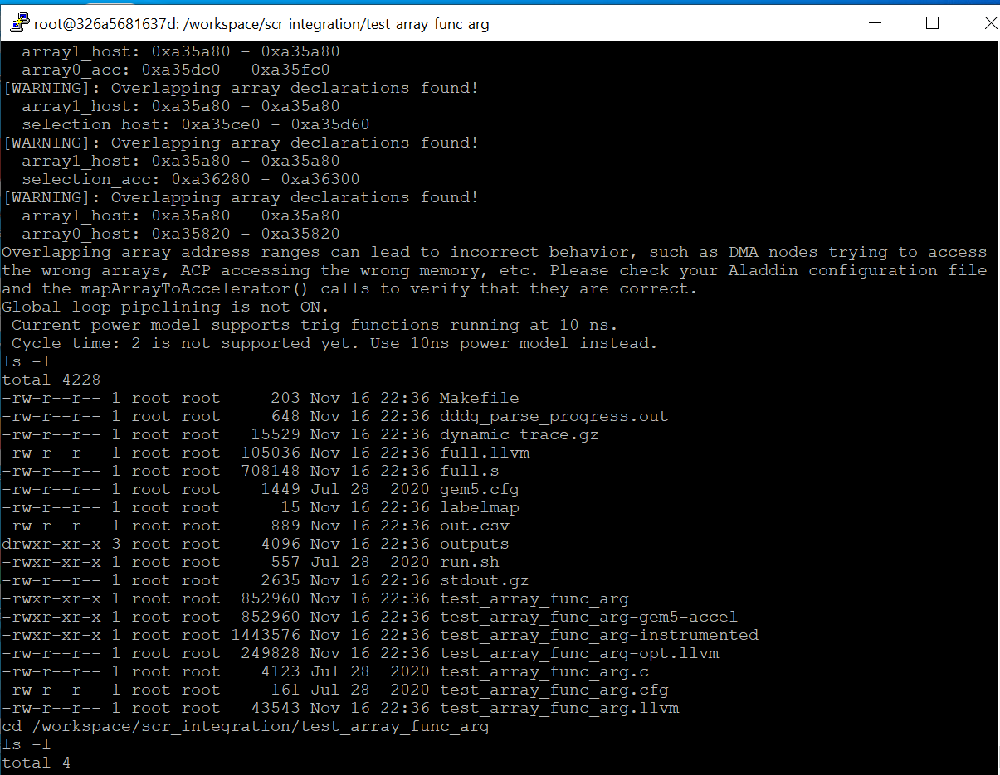 root@326a5681637d: /workspace/scr_integration/test_array_func_arg
array1_host: 0xa35a80 - 0xa35a80
array0_acc: 0xa35dc0 - 0xa35fc0
[WARNING]: Overlapping array declarations found!
array1_host: 0xa35a80 - 0xa35a80
selection_host: 0xa35ce0 - 0xa35d60
[WARNING]: Overlapping array declarations found!
array1_host: 0xa35a80 - 0xa35a80
selection_acc: 0xa36280 - 0xa36300
[WARNING]: Overlapping array declarations found!
array1_host: 0xa35a80 - 0xa35a80
array0_host: 0xa35820 - 0xa35820
Overlapping array address ranges can lead to incorrect behavior, such as DMA nodes trying to access
the wrong arrays, ACP accessing the wrong memory, etc. Please check your Aladdin configuration file
and the mapArrayToAccelerator() calls to verify that they are correct.
Global loop pipelining is not ON.
Current power model supports trig functions running at 10 ns.
Cycle time: 2 is not supported yet. Use 10ns power model instead.
ls -l
total 4228
-rw-r--r-- 1 root root     203 Nov 16 22:36 Makefile
-rw-r--r-- 1 root root     648 Nov 16 22:36 dddg_parse_progress.out
-rw-r--r-- 1 root root   15529 Nov 16 22:36 dynamic_trace.gz
-rw-r--r-- 1 root root  105036 Nov 16 22:36 full.llvm
-rw-r--r-- 1 root root  708148 Nov 16 22:36 full.s
-rw-r--r-- 1 root root    1449 Jul 28  2020 gem5.cfg
-rw-r--r-- 1 root root      15 Nov 16 22:36 labelmap
-rw-r--r-- 1 root root     889 Nov 16 22:36 out.csv
drwxr-xr-x 3 root root    4096 Nov 16 22:36 outputs
-rwxr-xr-x 1 root root     557 Jul 28  2020 run.sh
-rw-r--r-- 1 root root    2635 Nov 16 22:36 stdout.gz
-rwxr-xr-x 1 root root  852960 Nov 16 22:36 test_array_func_arg
-rwxr-xr-x 1 root root  852960 Nov 16 22:36 test_array_func_arg-gem5-accel
-rwxr-xr-x 1 root root 1443576 Nov 16 22:36 test_array_func_arg-instrumented
-rw-r--r-- 1 root root  249828 Nov 16 22:36 test_array_func_arg-opt.llvm
-rw-r--r-- 1 root root    4123 Jul 28  2020 test_array_func_arg.c
-rw-r--r-- 1 root root     161 Jul 28  2020 test_array_func_arg.cfg
-rw-r--r-- 1 root root   43543 Nov 16 22:36 test_array_func_arg.llvm
cd /workspace/scr_integration/test_array_func_arg
ls -l
total 4